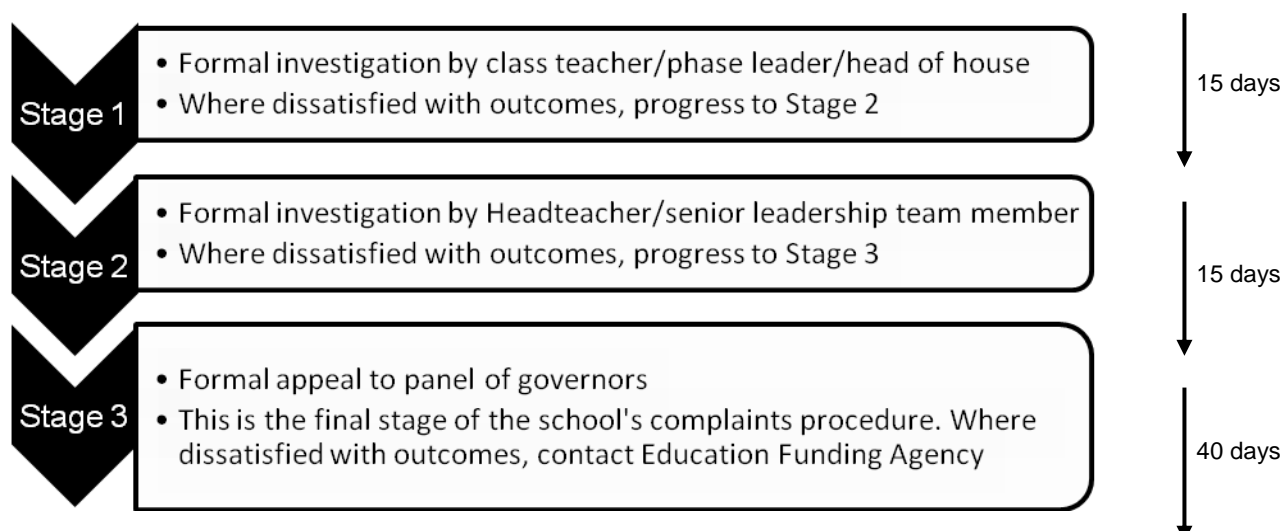 Stage 1
• Formal investigation by class teacher/phase leader/head of house
• Where dissatisfied with outcomes, progress to Stage 2
15 days
Stage 2
• Formal investigation by Headteacher/senior leadership team member
• Where dissatisfied with outcomes, progress to Stage 3
15 days
Stage 3
• Formal appeal to panel of governors
• This is the final stage of the school's complaints procedure. Where
dissatisfied with outcomes, contact Education Funding Agency
40 days